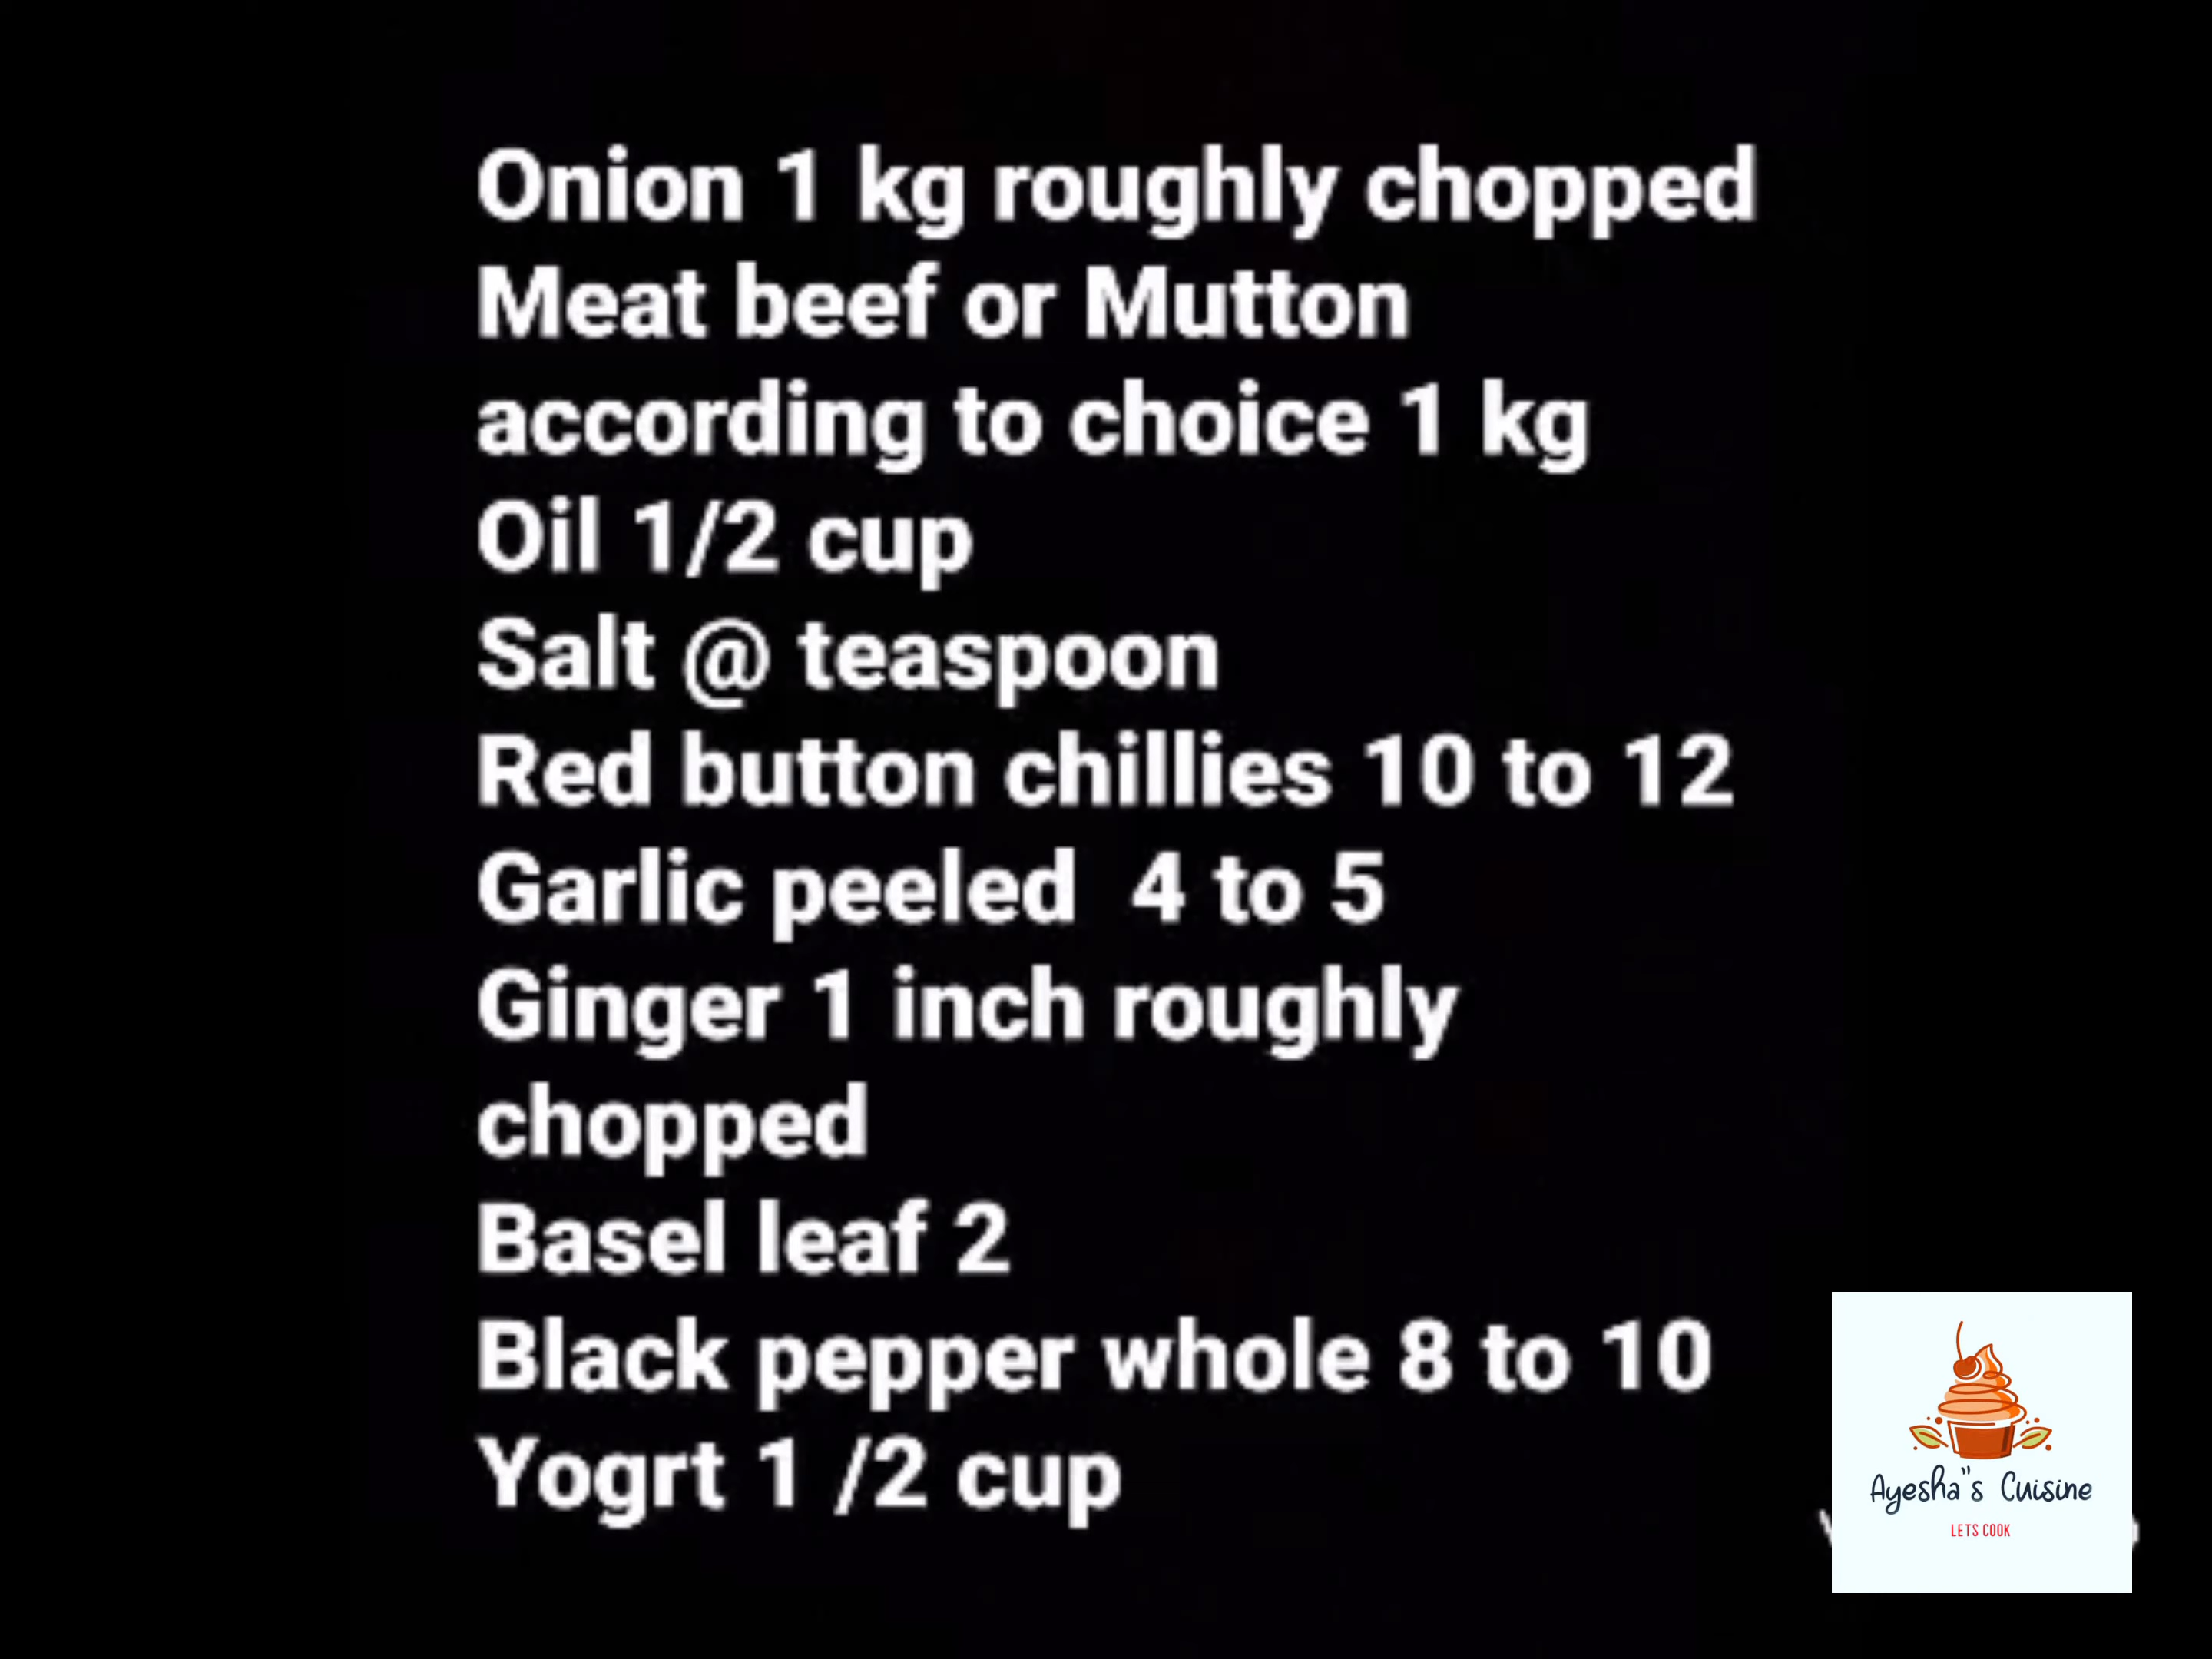 Onion 1 kg roughly chopped
Meat beef or Mutton
according to choice 1 kg
Oil 1/2 cup
Salt @ teaspoon
Red button chillies 10 to 12
Garlic peeled  4 to 5
Ginger 1 inch roughly
chopped
Basel leaf 2
Black pepper whole 8 to 10
Yogrt 1 /2 cup
Ayesha"s Cuisine
LETS COOK